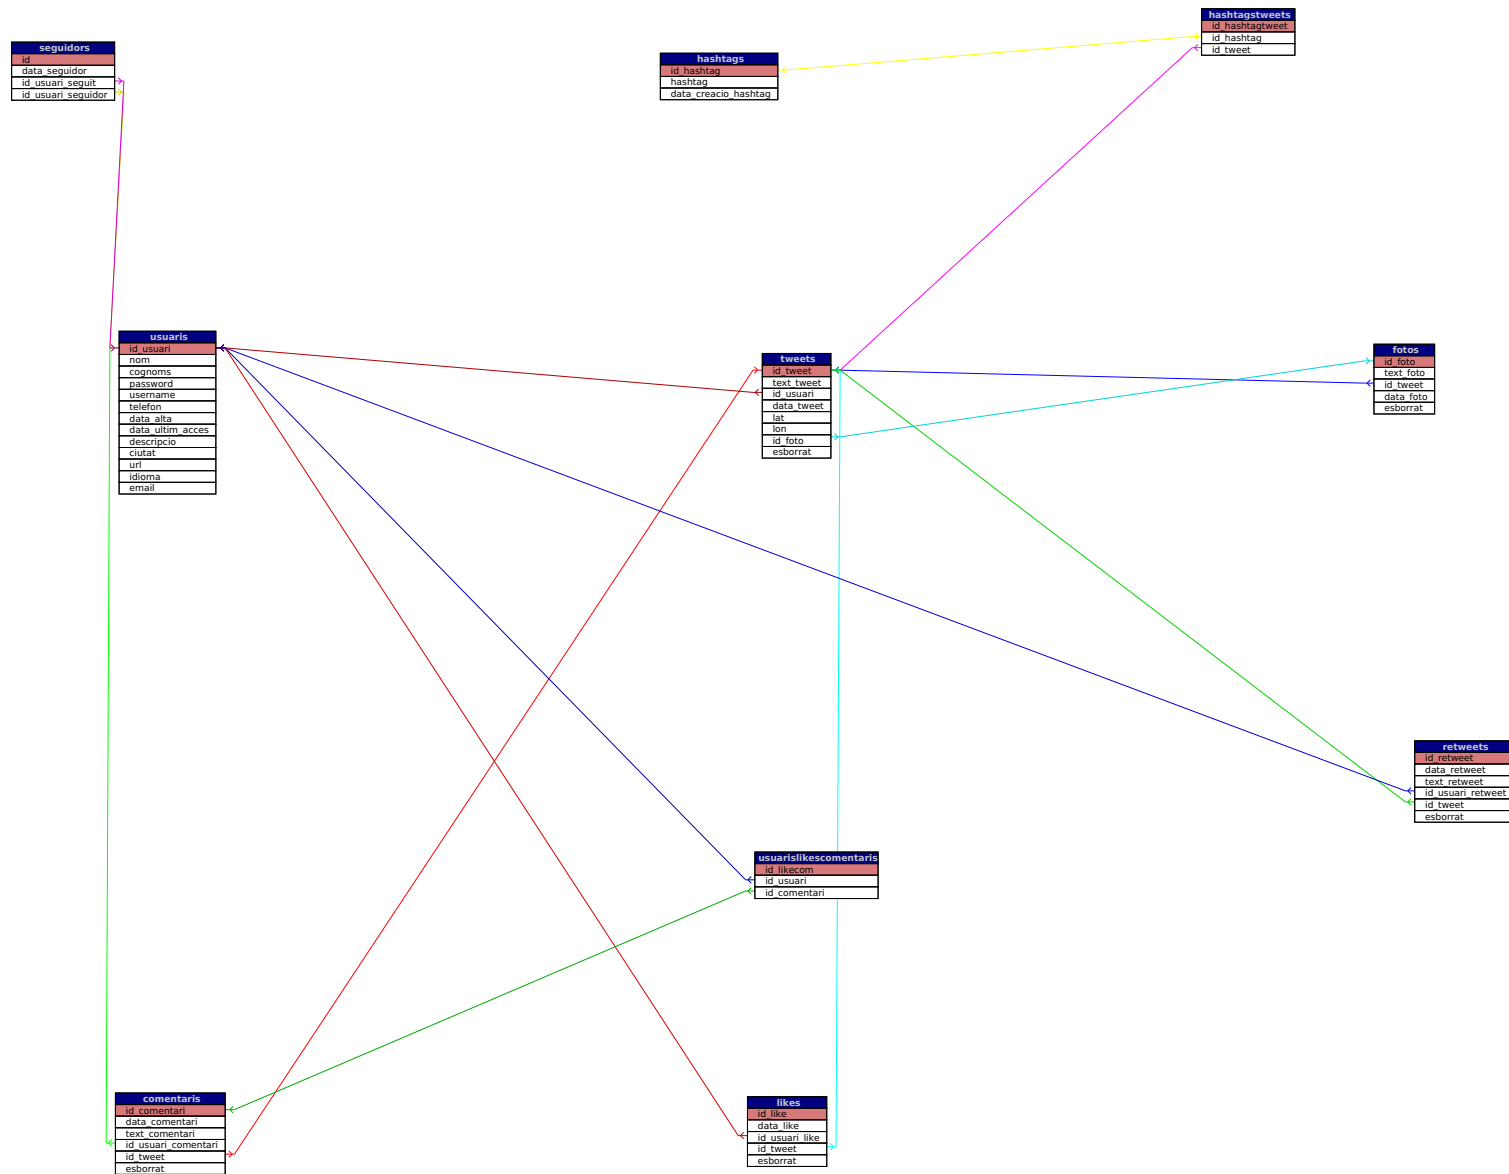 hashtagstweets
id_hashtagtweet
id_hashtag
id_tweet
seguidors
id
data_seguidor
id_usuari_seguit
id_usuari_seguidor
hashtags
id_hashtag
hashtag
data_creacio_hashtag
usuaris
id_usuari
nom
cognoms
password
username
telefon
data_alta
data_ultim_acces
descripcio
ciutat
url
idioma
email
tweets
id_tweet
text_tweet
id_usuari
data_tweet
lat
lon
id_foto
esborrat
fotos
id_foto
text_foto
id_tweet
data_foto
esborrat
retweets
id_retweet
data_retweet
text_retweet
id_usuari_retweet
id_tweet
esborrat
usuarislikescomentaris
id_likecom
id_usuari
id_comentari
comentaris
id_comentari
data_comentari
text_comentari
id_usuari_comentari
id_tweet
esborrat
likes
id_like
data_like
id_usuari_like
id_tweet
esborrat